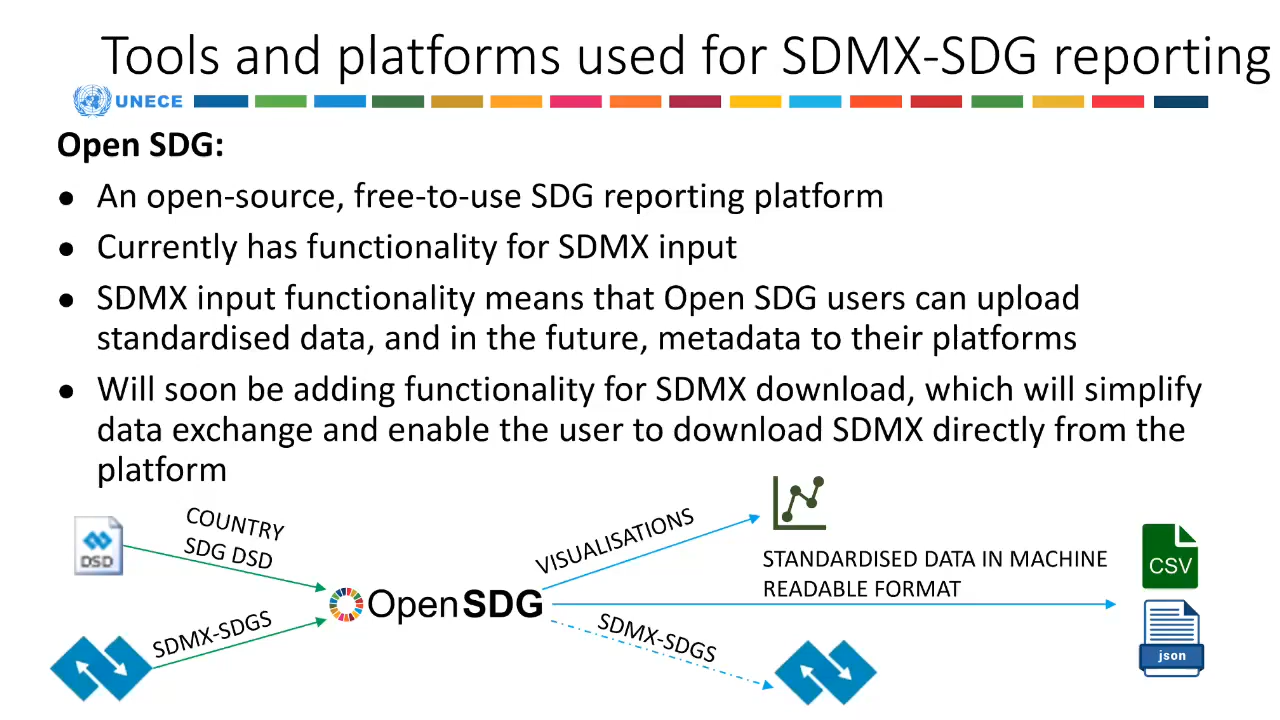 Tools and platforms used for SDMX-SDG reporting
UNECE
Open SDG:
● An open-source, free-to-use SDG reporting platform
● Currently has functionality for SDMX input
● SDMX input functionality means that Open SDG users can upload
standardised data, and in the future, metadata to their platforms
● Will soon be adding functionality for SDMX download, which will simplify
data exchange and enable the user to download SDMX directly from the
platform
DSD
COUNTRY
SDG DSD
SDMX-SDGS
Open SDG
VISUALISATIONS
STANDARDISED DATA IN MACHINE
READABLE FORMAT
SDMX-SDGS
CSV
json